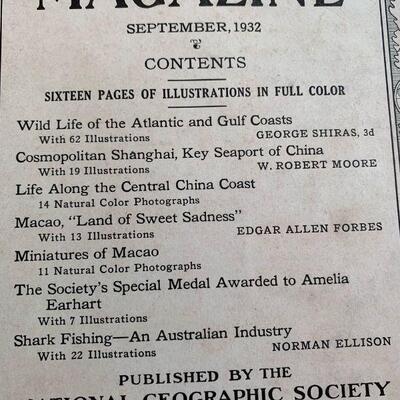 MAGAZINE
SEPTEMBER, 1932
CONTENTS
SIXTEEN PAGES OF ILLUSTRATIONS IN FULL COLOR
Wild Life of the Atlantic and Gulf Coasts
With 62 Illustrations GEORGE SHIRAS, 3d
Cosmopolitan Shanghai, Key Seaport of China
With 19 Illustrations W. ROBERT MOORE
Life Along the Central China Coast
14 Natural Color Photographs
Macao, "Land of Sweet Sadness"
With 13 Illustrations EDGAR ALLEN FORBES
Miniatures of Macao
11 Natural Color Photographs
The Society's Special Medal Awarded to Amelia
Earhart
With 7 Illustrations
Shark Fishing—An Australian Industry
With 22 Illustrations NORMAN ELLISON
PUBLISHED BY THE
NATIONAL GEOGRAPHIC SOCIETY